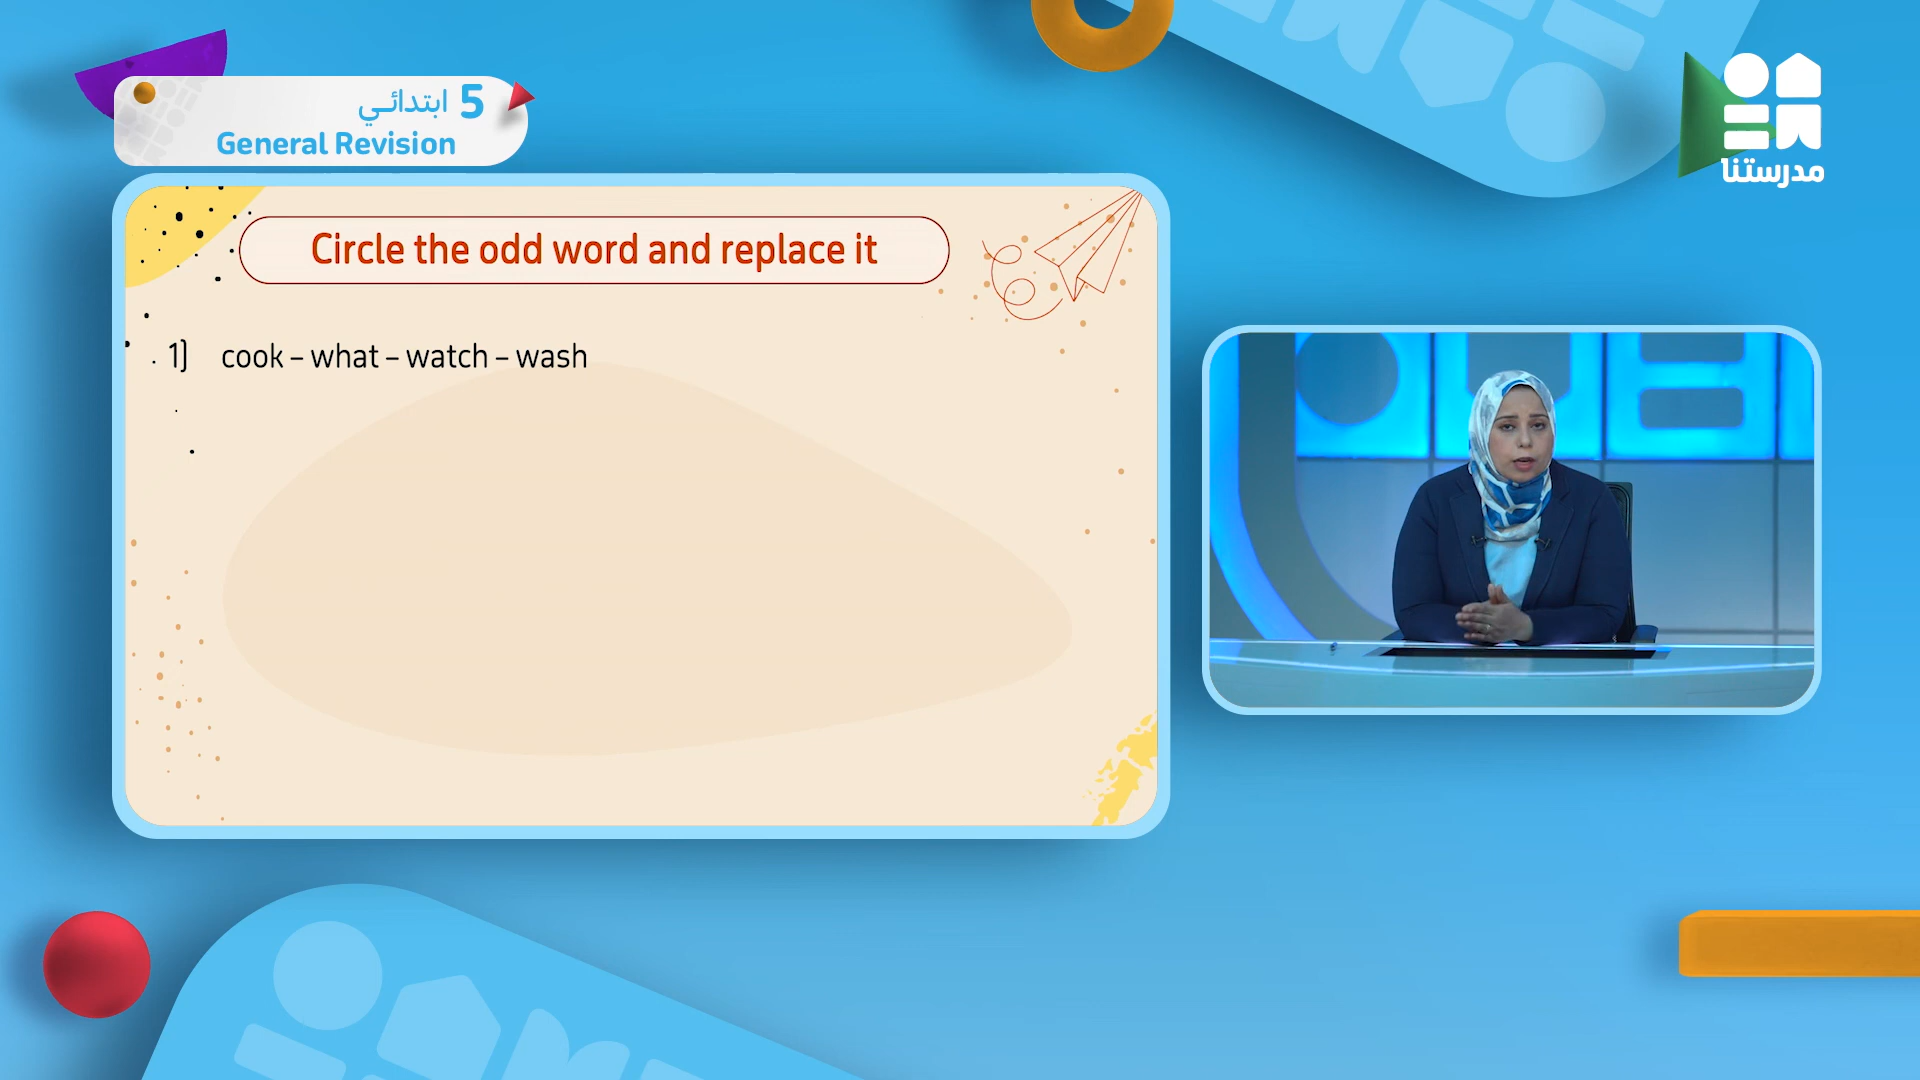 5 ابتدائي
General Revision
مدرستنا
Circle the odd word and replace it
1) cook – what – watch – wash